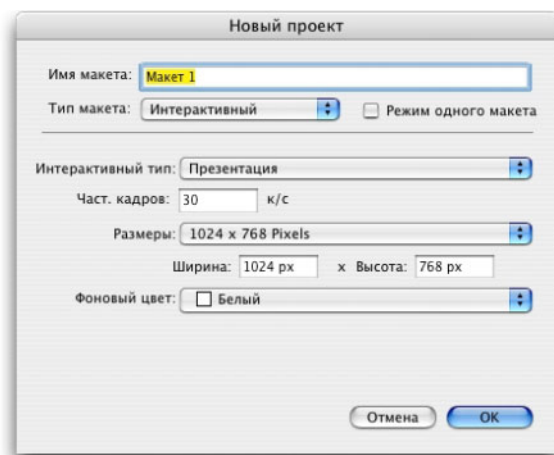 Новый проект
Имя макета: Макет 1
Тип макета: Интерактивный Режим одного макета
Интерактивный тип: Презентация
Част. кадров: 30 к/с
Размеры: 1024 x 768 Pixels
Ширина: 1024 px x Высота: 768 px
Фоновый цвет: Белый
Отмена OK